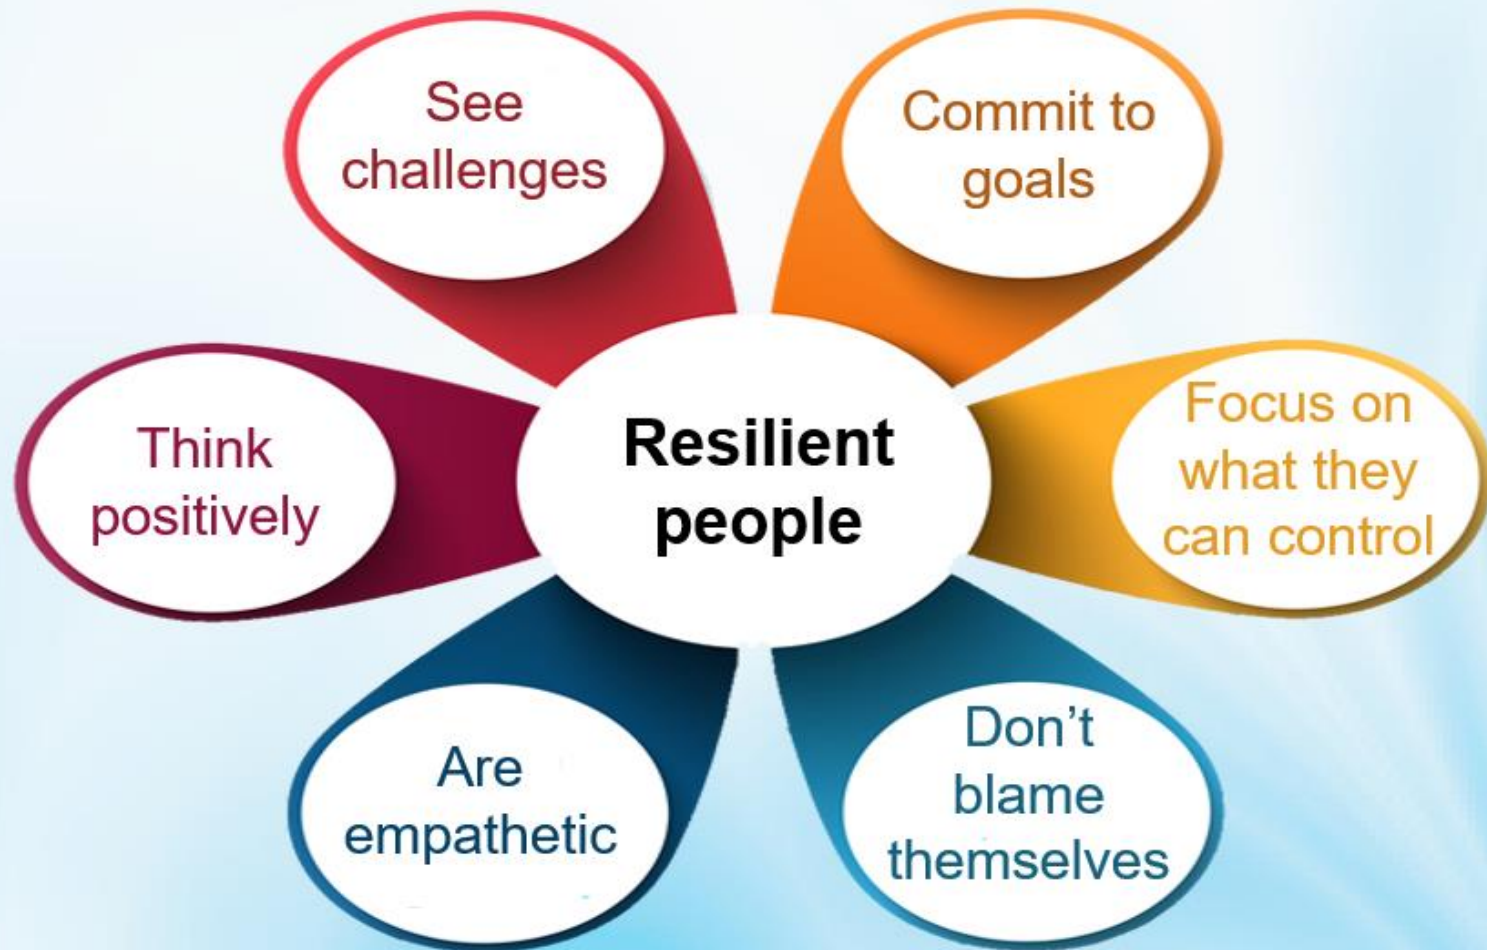 See
challenges
Commit to
goals
Think
positively
Resilient
people
Focus on
what they
can control
Are
empathetic
Don’t
blame
themselves